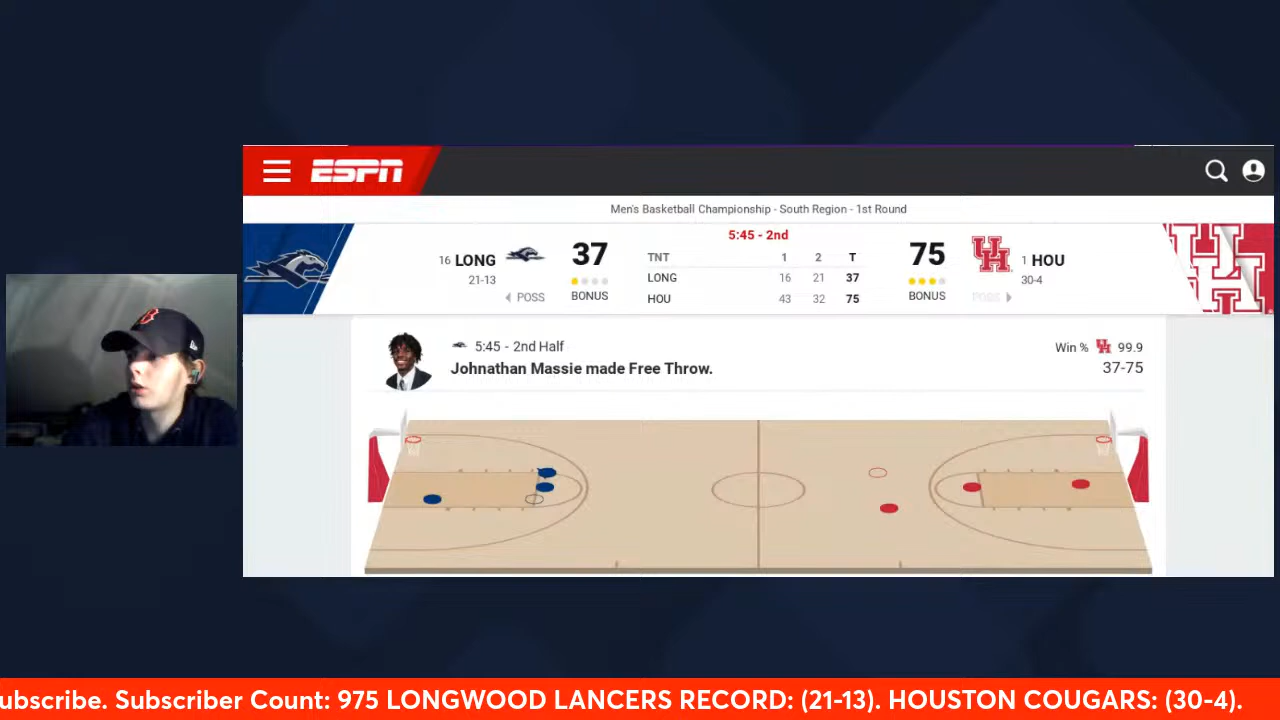 ESPN
Men's Basketball Championship - South Region - 1st Round
5:45 - 2nd
16 LONG
21-13
37
BONUS
POSS
TNT 1 2 T
LONG 16 21 37
HOU 43 32 75
75
BONUS
1 HOU
30-4
POSS
5:45 - 2nd Half
Johnathan Massie made Free Throw.
Win % 99.9
37-75
ubscribe. Subscriber Count: 975 LONGWOOD LANCERS RECORD: (21-13). HOUSTON COUGARS: (30-4).